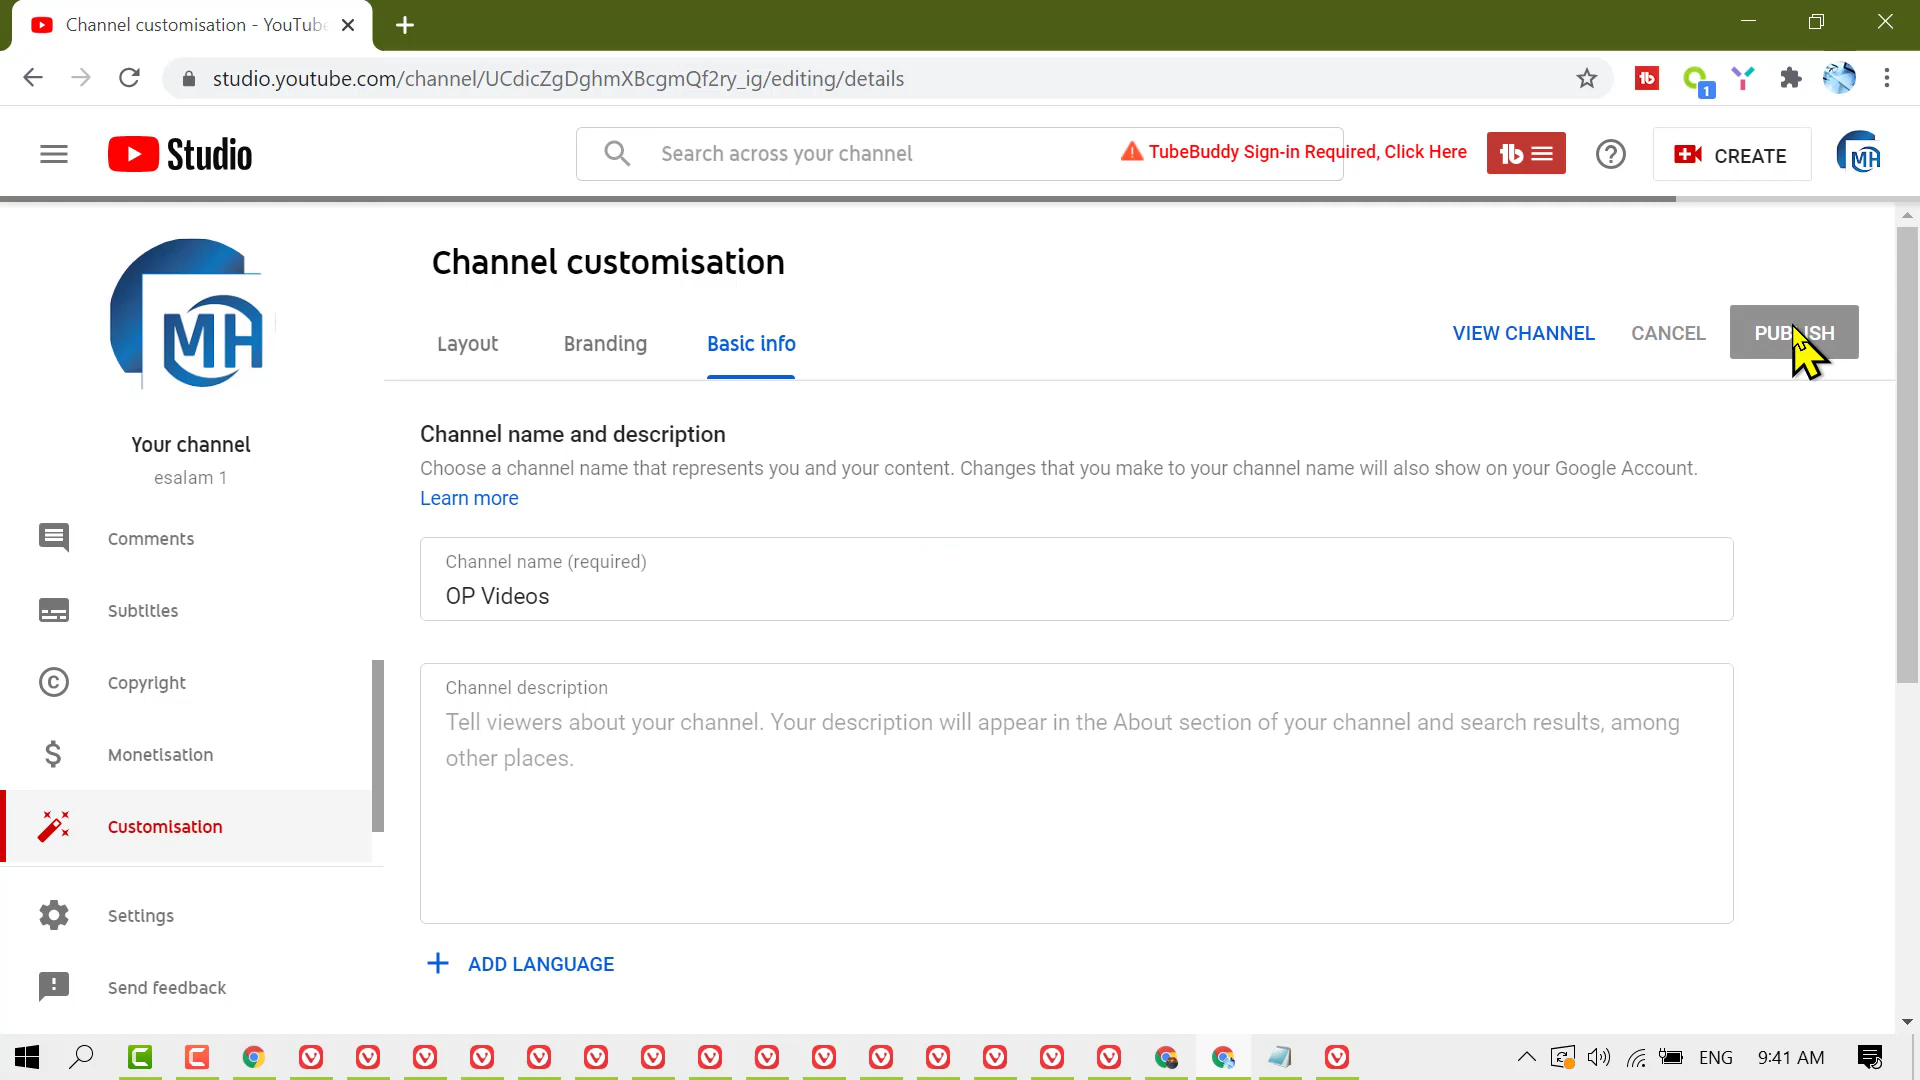 Channel customisation - YouTube
studio.youtube.com/channel/UCdicZgDghmXBcgmQf2ry_ig/editing/details
1
Studio
Search across your channel
TubeBuddy Sign-in Required, Click Here
tb
CREATE
MH
MH
Your channel
esalam 1
Comments
Subtitles
Copyright
Monetisation
Customisation
Settings
Send feedback
Channel customisation
Layout
Branding
Basic info
VIEW CHANNEL
CANCEL
PUBLISH
Channel name and description
Choose a channel name that represents you and your content. Changes that you make to your channel name will also show on your Google Account.
Learn more
Channel name (required)
OP Videos
Channel description
Tell viewers about your channel. Your description will appear in the About section of your channel and search results, among
other places.
ADD LANGUAGE
ENG
9:41 AM